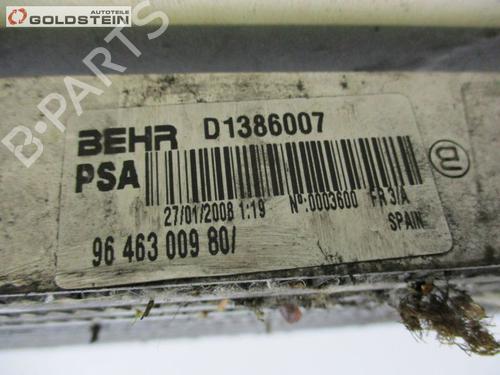 AUTOTEILE
GOLDSTEIN
B-PARTS
BEHR D1386007
PSA
27/01/2008 1:19 Nº:0003600 FR 3/A
SPAIN
96 463 009 80/